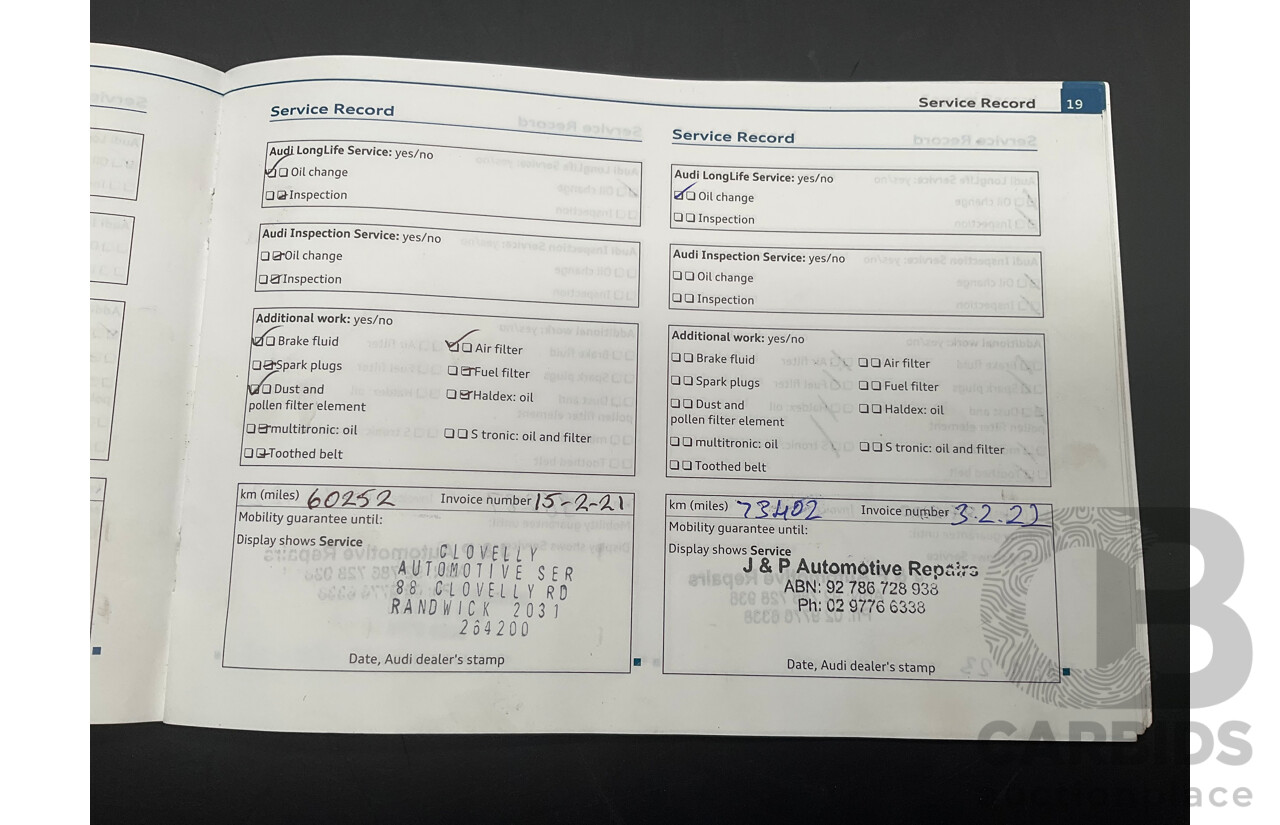 Service Record 19
Service Record
Audi LongLife Service: yes/no
Oil change
Inspection
Audi Inspection Service: yes/no
Oil change
Inspection
Additional work: yes/no
Brake fluid
Air filter
Spark plugs
Fuel filter
Dust and
pollen filter element
Haldex: oil
multitronic: oil
S tronic: oil and filter
Toothed belt
km (miles) 60252 Invoice number 15-2-21
Mobility guarantee until:
Display shows Service
CLOVELLY
AUTOMOTIVE SER
88 CLOVELLY RD
RANDWICK 2031
264200
Date, Audi dealer's stamp
Service Record
Audi LongLife Service: yes/no
Oil change
Inspection
Audi Inspection Service: yes/no
Oil change
Inspection
Additional work: yes/no
Brake fluid
Air filter
Spark plugs
Fuel filter
Dust and
pollen filter element
Haldex: oil
multitronic: oil
S tronic: oil and filter
Toothed belt
km (miles) 73402 Invoice number 3.2.22
Mobility guarantee until:
Display shows Service
J & P Automotive Repairs
ABN: 92 786 728 938
Ph: 02 9776 6338
Date, Audi dealer's stamp
CB
CARBIDS
auctionplace